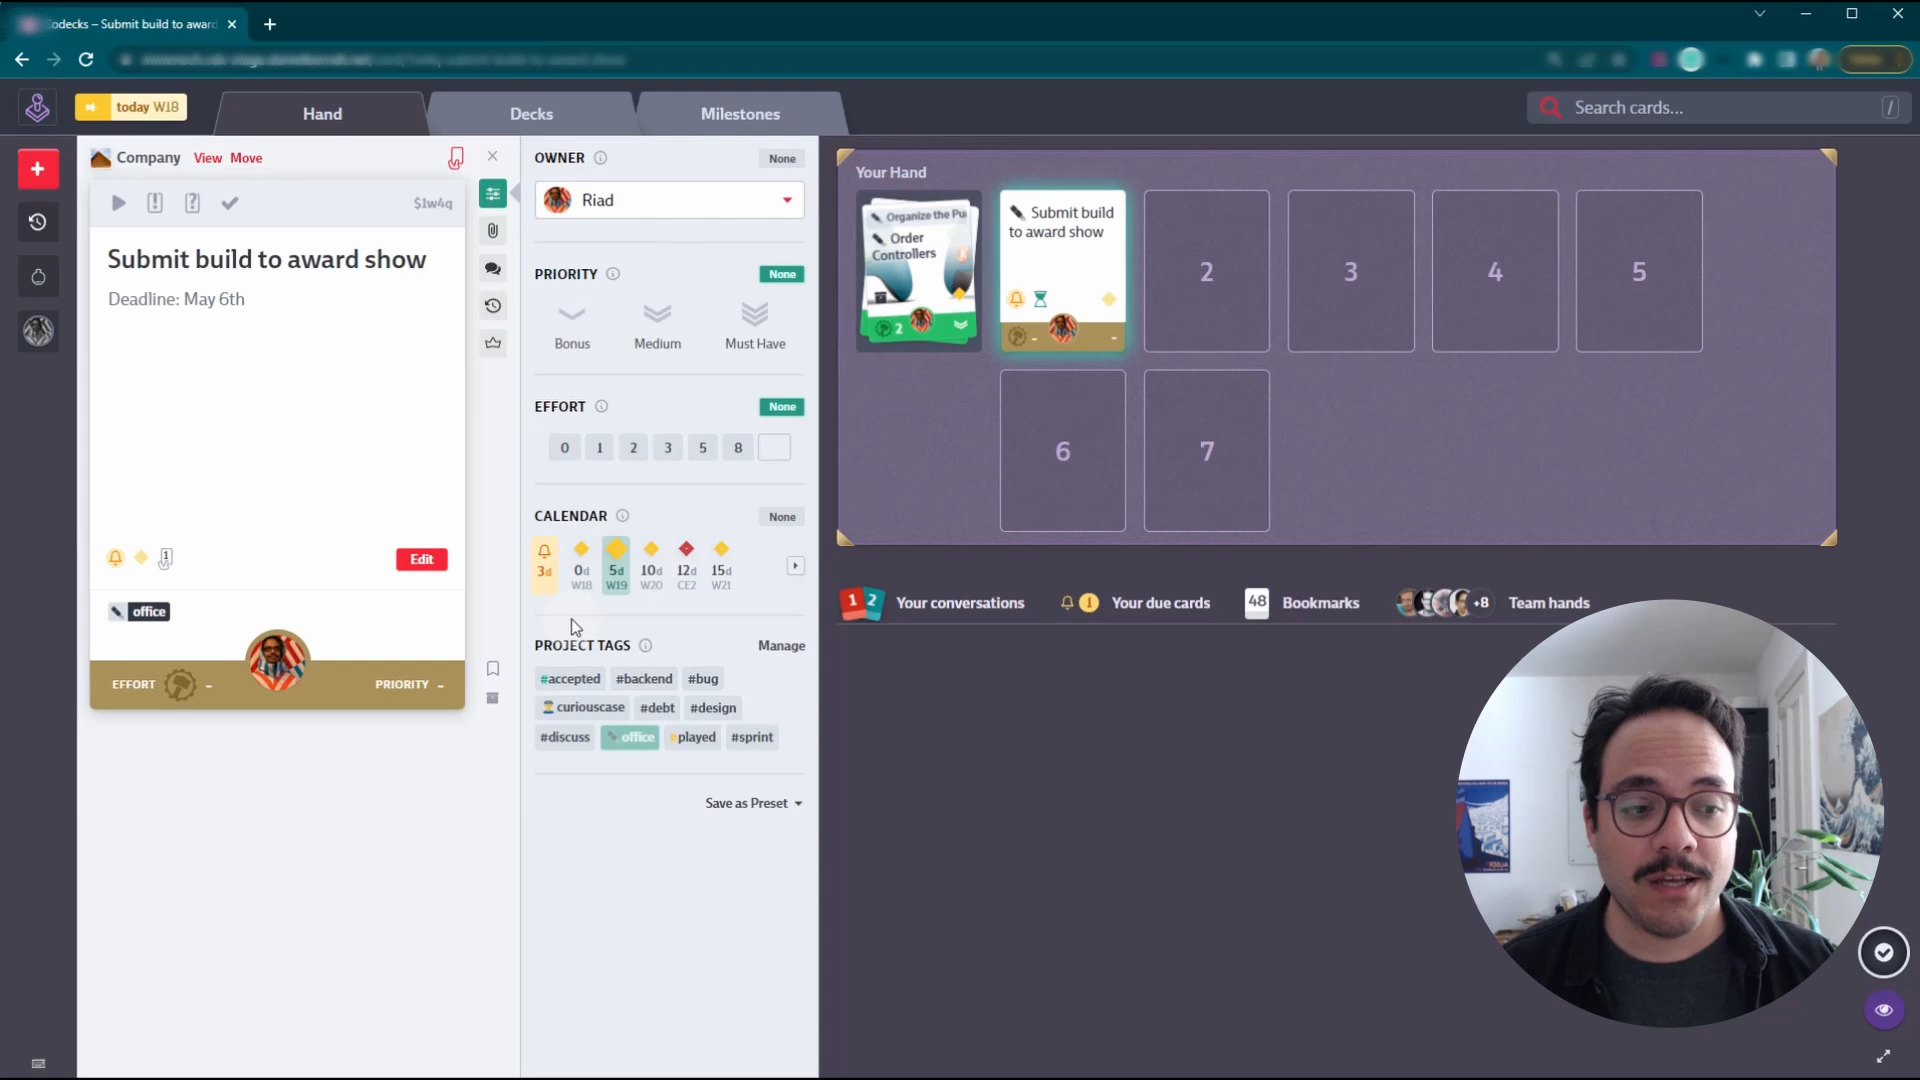 Codecks – Submit build to award
today W18
Hand
Decks
Milestones
Search cards...
/
Company View Move
$1w4q
Submit build to award show
Deadline: May 6th
1
Edit
office
EFFORT -
PRIORITY -
OWNER
None
Riad
PRIORITY
None
Bonus
Medium
Must Have
EFFORT
None
0 1 2 3 5 8
CALENDAR
None
3d
0d W18
5d W19
10d W20
12d CE2
15d W21
PROJECT TAGS
Manage
#accepted #backend #bug
curiouscase #debt #design
#discuss office #played #sprint
Save as Preset
Your Hand
Organize the Pu
Order
Controllers
2
Submit build
to award show
- -
2
3
4
5
6
7
1 2 Your conversations
1 Your due cards
48 Bookmarks
+8 Team hands